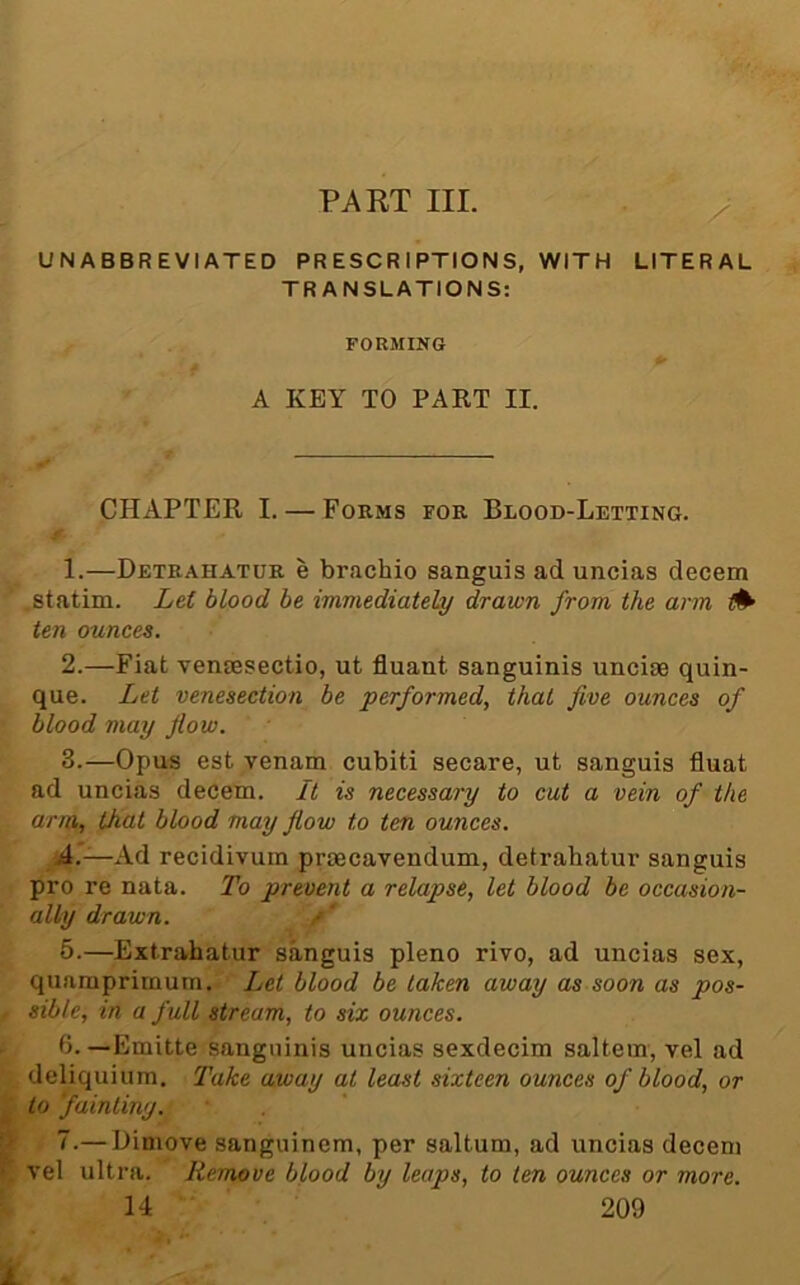 PART III.
UNABBREVIATED PRESCRIPTIONS, WITH LITERAL
TRANSLATIONS:
FORMING
A KEY TO PART II.
CHAPTER I. — Forms for Blood-Letting.
1.—Detrahatur è brachio sanguis ad uncias decem
statim. Let blood be immediately drawn from the arm
ten ounces.
2.—Fiat venæsectio, ut fluant sanguinis unciæ quin-
que. Let venesection be performed, that five ounces of
blood may flow.
3.—Opus est venam cubiti secare, ut sanguis fluat
ad uncias decem. It is necessary to cut a vein of the
arm, that blood may flow to ten ounces.
4.—Ad recidivum præcavendum, detrahatur sanguis
pro re nata. To prevent a relapse, let blood be occasion-
ally drawn.
5.—Extrahatur sanguis pleno rivo, ad uncias sex,
quamprimum. Let blood be taken away as soon as pos-
sible, in a full stream, to six ounces.
6.—Emitte sanguinis uncias sexdecim saltem, vel ad
deliquium. Take away at least sixteen ounces of blood, or
to fainting.
7.—Dimove sanguinem, per saltum, ad uncias decem
vel ultra. Remove blood by leaps, to ten ounces or more.
14 209